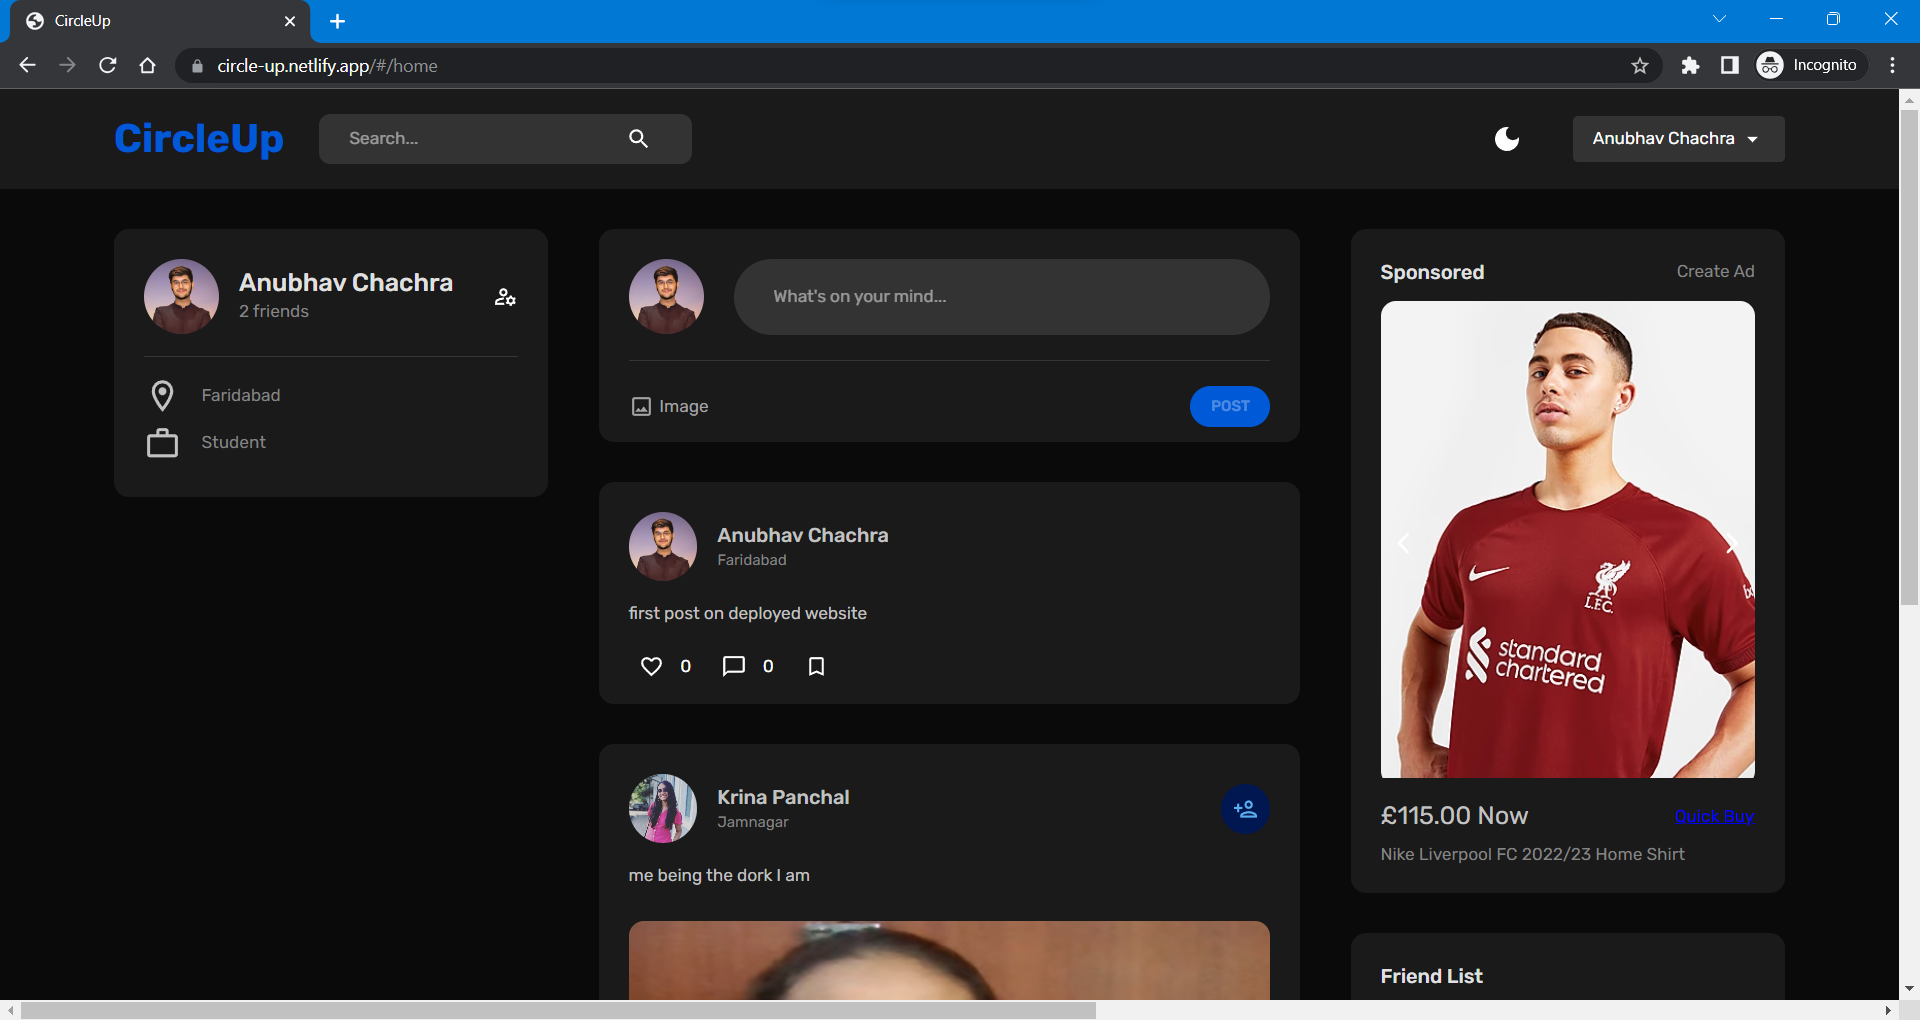 CircleUp
circle-up.netlify.app/#/home
Incognito
CircleUp
Search...
Anubhav Chachra
Anubhav Chachra
2 friends
Faridabad
Student
What's on your mind...
Image
POST
Anubhav Chachra
Faridabad
first post on deployed website
0
0
Krina Panchal
Jamnagar
me being the dork I am
Sponsored
Create Ad
L.F.C.
standard
chartered
£115.00 Now
Quick Buy
Nike Liverpool FC 2022/23 Home Shirt
Friend List